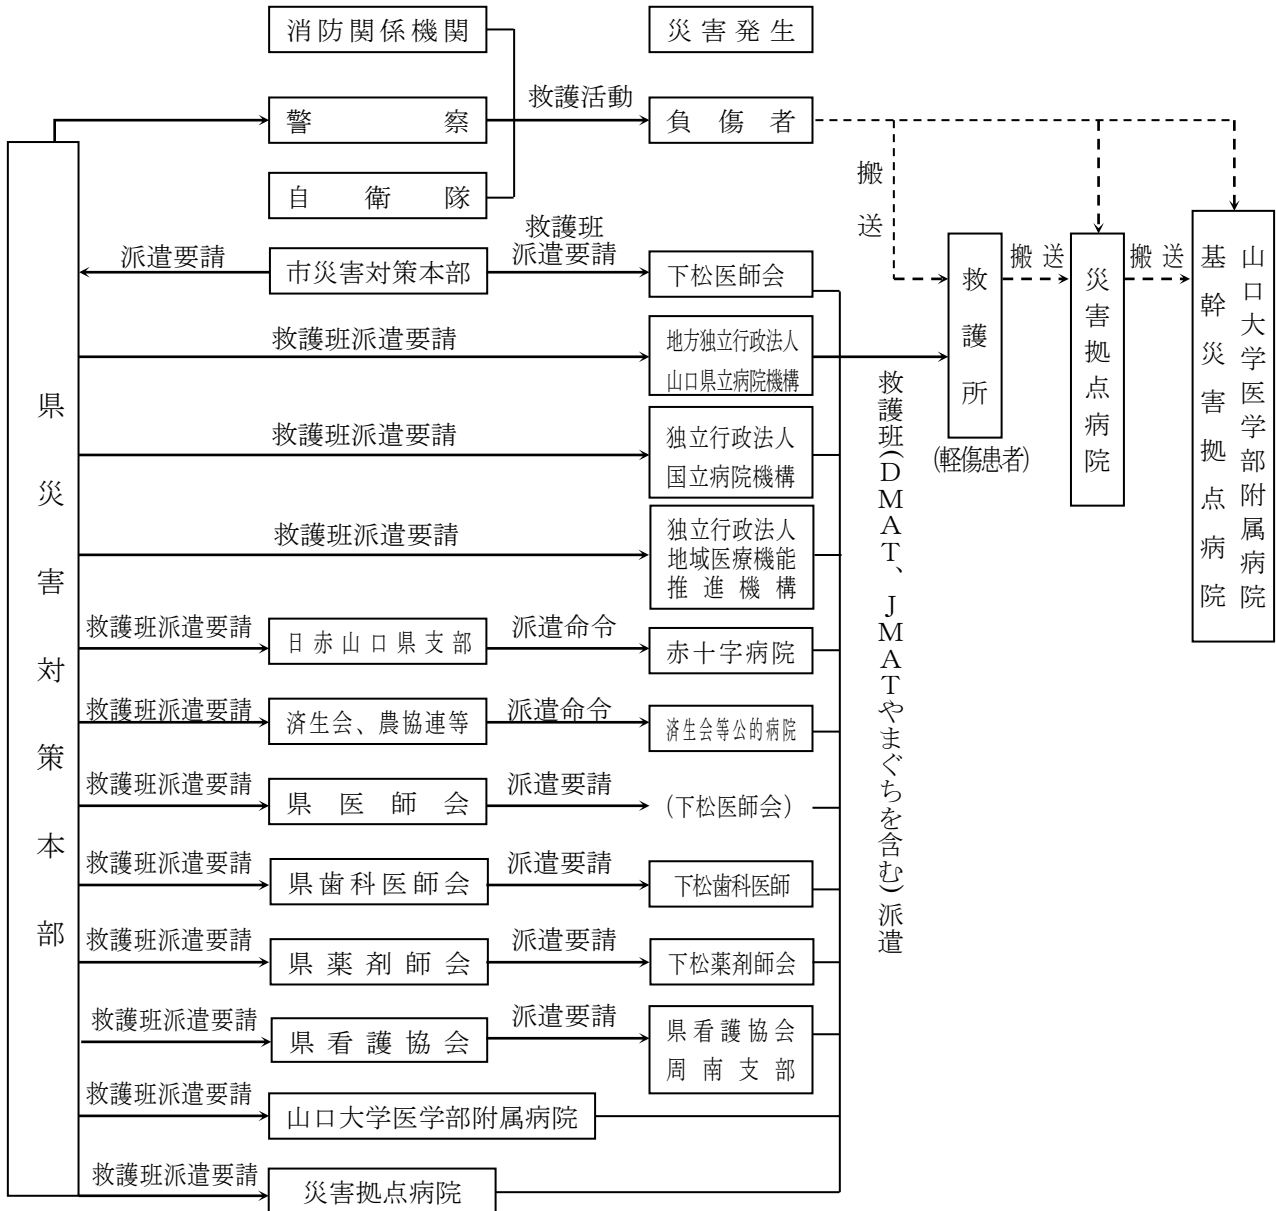 消防関係機関
災害発生
救護活動
警察
負傷者
自衛隊
搬送
救護班
派遣要請
派遣要請
市災害対策本部
下松医師会
救護班派遣要請
地方独立行政法人
山口県立病院機構
救護班派遣要請
独立行政法人
国立病院機構
救護班派遣要請
独立行政法人
地域医療機能
推進機構
救護班派遣要請
日赤山口県支部
派遣命令
赤十字病院
救護班派遣要請
済生会、農協連等
派遣命令
済生会等公的病院
救護班派遣要請
県医師会
派遣要請
(下松医師会)
救護班派遣要請
県歯科医師会
派遣要請
下松歯科医師
救護班派遣要請
県薬剤師会
派遣要請
下松薬剤師会
救護班派遣要請
県看護協会
派遣要請
県看護協会
周南支部
救護班派遣要請
山口大学医学部附属病院
救護班派遣要請
災害拠点病院
県災害対策本部
救護班(DMAT、JMATやまぐちを含む)派遣
救護所
(軽傷患者)
搬送
災害拠点病院
搬送
山口大学医学部附属病院
基幹災害拠点病院